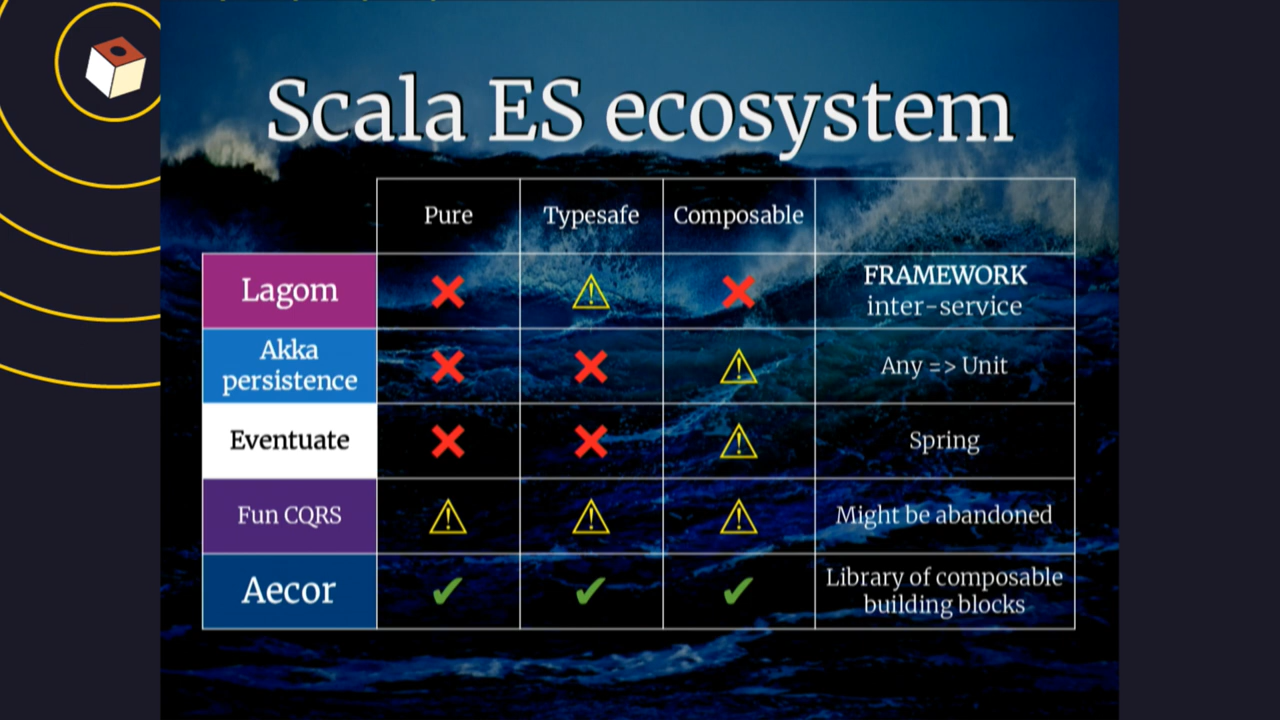 Scala ES ecosystem
Pure Typesafe Composable
Lagom ❌ ⚠ ❌ FRAMEWORK
inter-service
Akka
persistence ❌ ❌ ⚠ Any => Unit
Eventuate ❌ ❌ ⚠ Spring
Fun CQRS ⚠ ⚠ ⚠ Might be abandoned
Aecor ✔ ✔ ✔ Library of composable
building blocks